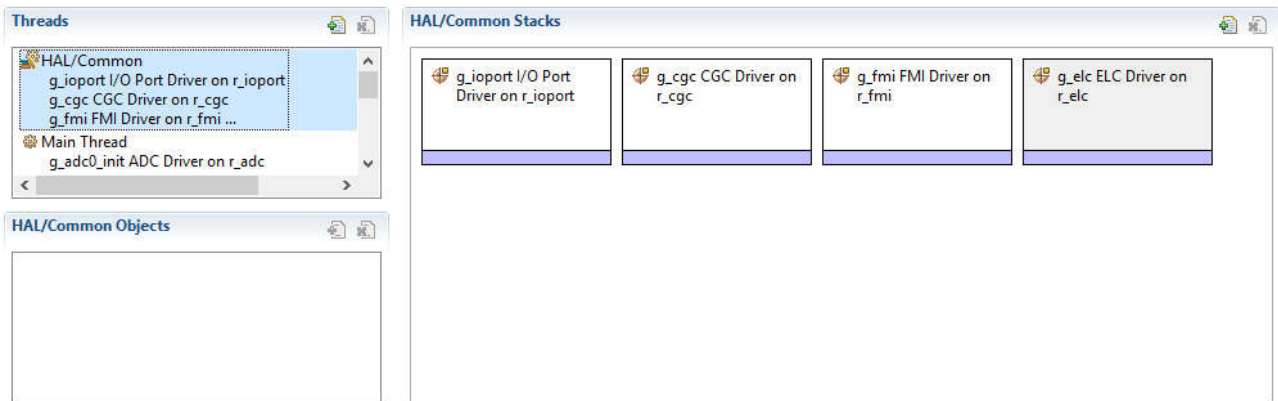 Threads
HAL/Common
g_ioport I/O Port Driver on r_ioport
g_cgc CGC Driver on r_cgc
g_fmi FMI Driver on r_fmi ...
Main Thread
g_adc0_init ADC Driver on r_adc
HAL/Common Objects
HAL/Common Stacks
g_ioport I/O Port
Driver on r_ioport
g_cgc CGC Driver on
r_cgc
g_fmi FMI Driver on
r_fmi
g_elc ELC Driver on
r_elc